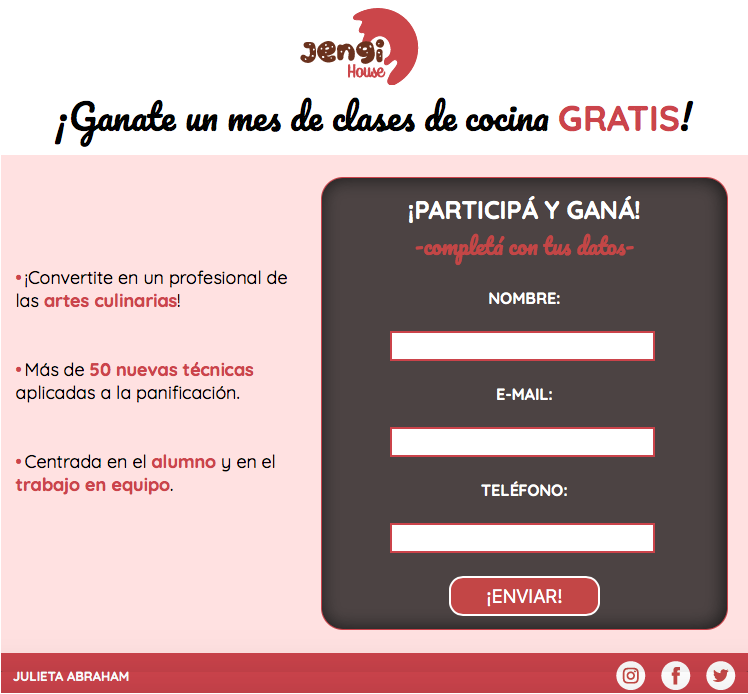 Jengi
House
¡Ganate un mes de clases de cocina GRATIS!
• ¡Convertite en un profesional de
las artes culinarias!
• Más de 50 nuevas técnicas
aplicadas a la panificación.
• Centrada en el alumno y en el
trabajo en equipo.
¡PARTICIPÁ Y GANÁ!
-completá con tus datos-
NOMBRE:
E-MAIL:
TELÉFONO:
¡ENVIAR!
JULIETA ABRAHAM